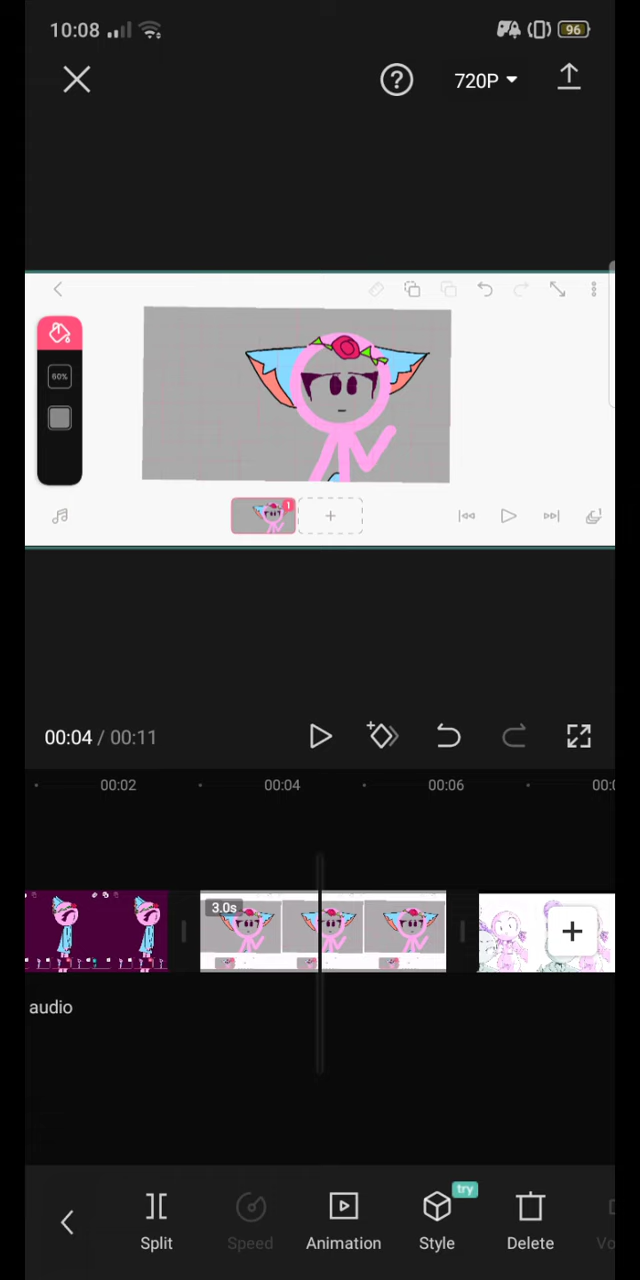 10:08
96
720P
60%
1
00:04 / 00:11
00:02
00:04
00:06
3.0s
audio
try
Split
Speed
Animation
Style
Delete